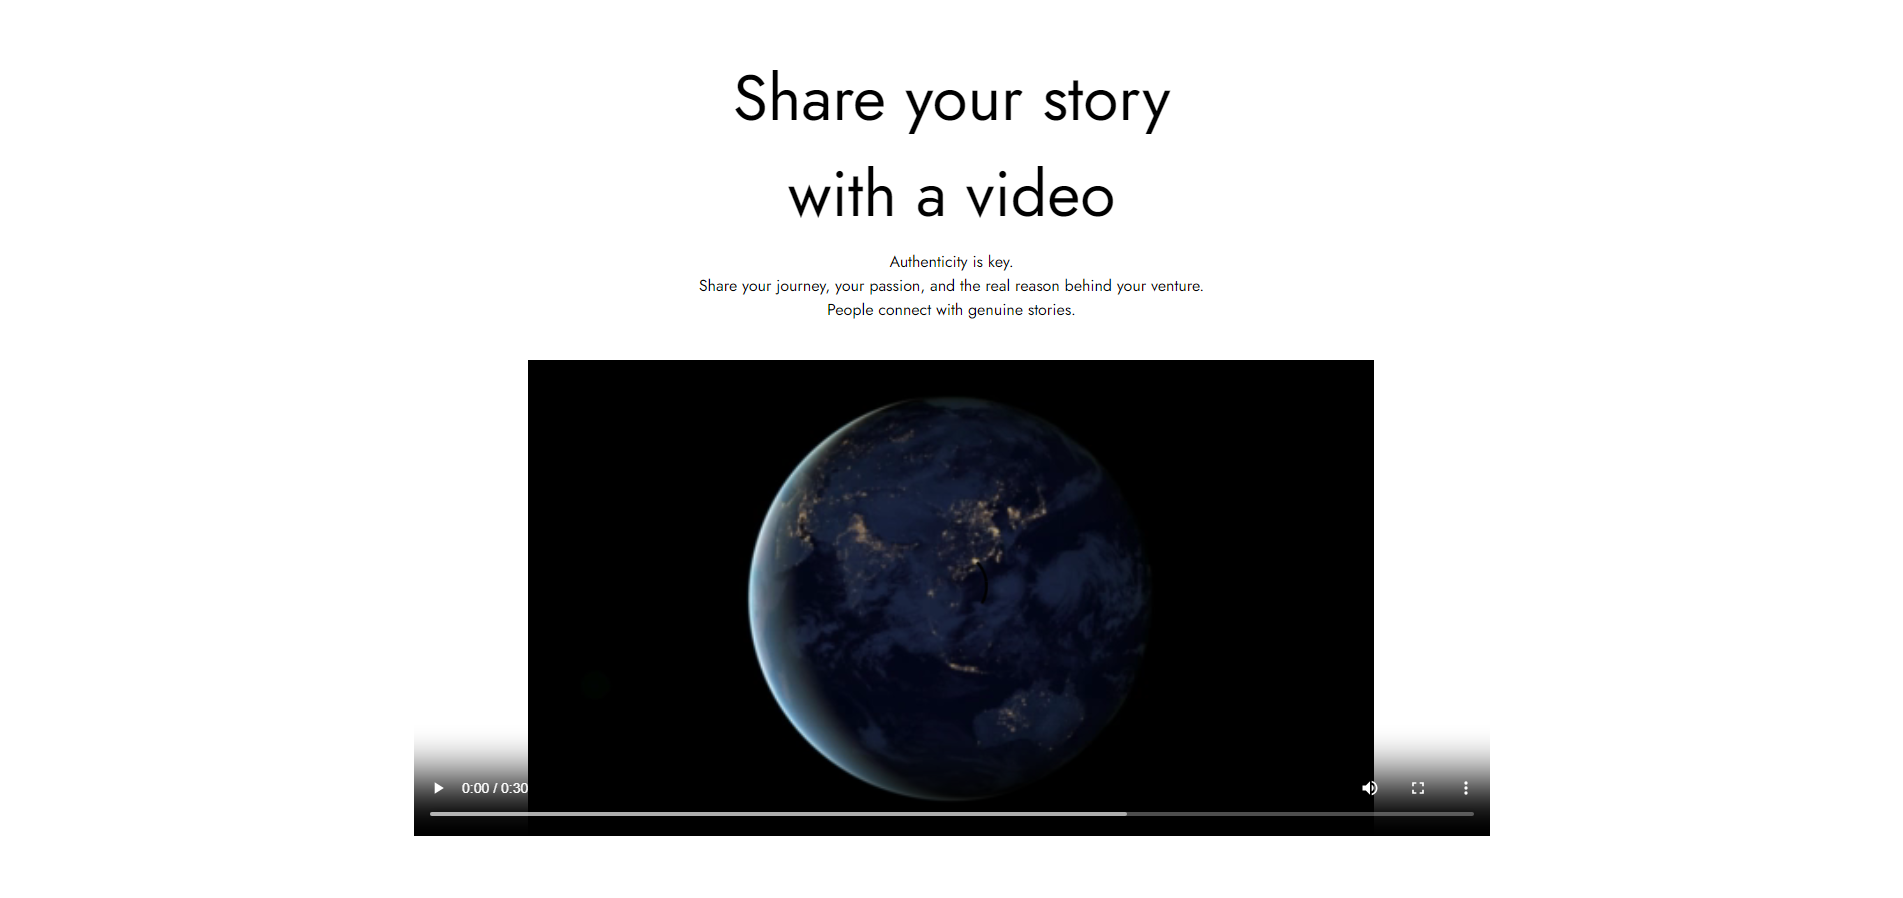 Share your story
with a video
Authenticity is key.
Share your journey, your passion, and the real reason behind your venture.
People connect with genuine stories.
0:00 / 0:30